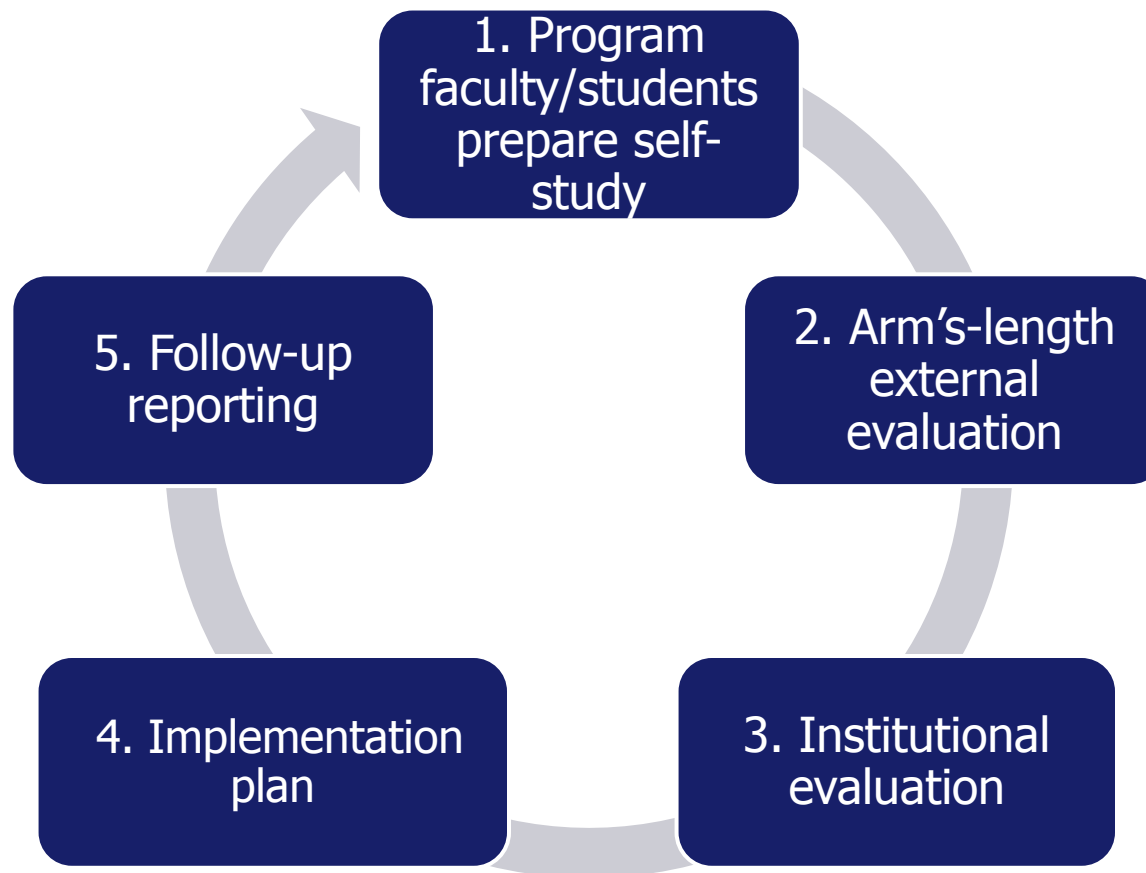 1. Program
faculty/students
prepare self-
study
2. Arm’s-length
external
evaluation
3. Institutional
evaluation
4. Implementation
plan
5. Follow-up
reporting